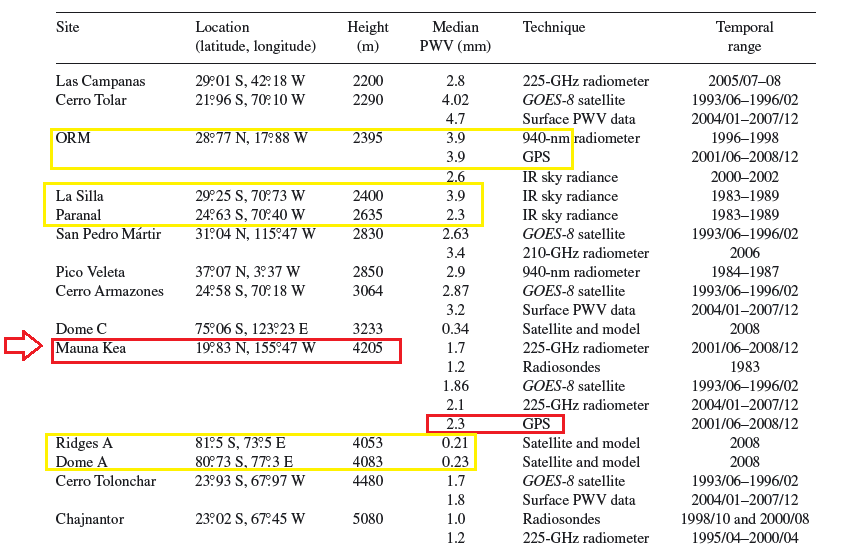 Site Location Height Median Technique Temporal
(latitude, longitude) (m) PWV (mm) range
Las Campanas 29°.01 S, 42°.18 W 2200 2.8 225-GHz radiometer 2005/07–08
Cerro Tolar 21°.96 S, 70°.10 W 2290 4.02 GOES-8 satellite 1993/06–1996/02
4.7 Surface PWV data 2004/01–2007/12
ORM 28°.77 N, 17°.88 W 2395 3.9 940-nm radiometer 1996–1998
3.9 GPS 2001/06–2008/12
2.6 IR sky radiance 2000–2002
La Silla 29°.25 S, 70°.73 W 2400 3.9 IR sky radiance 1983–1989
Paranal 24°.63 S, 70°.40 W 2635 2.3 IR sky radiance 1983–1989
San Pedro Mártir 31°.04 N, 115°.47 W 2830 2.63 GOES-8 satellite 1993/06–1996/02
3.4 210-GHz radiometer 2006
Pico Veleta 37°.07 N, 3°.37 W 2850 2.9 940-nm radiometer 1984–1987
Cerro Armazones 24°.58 S, 70°.18 W 3064 2.87 GOES-8 satellite 1993/06–1996/02
3.2 Surface PWV data 2004/01–2007/12
Dome C 75°.06 S, 123°.23 E 3233 0.34 Satellite and model 2008
Mauna Kea 19°.83 N, 155°.47 W 4205 1.7 225-GHz radiometer 2001/06–2008/12
1.2 Radiosondes 1983
1.86 GOES-8 satellite 1993/06–1996/02
2.1 225-GHz radiometer 2004/01–2007/12
2.3 GPS 2001/06–2008/12
Ridges A 81°.5 S, 73°.5 E 4053 0.21 Satellite and model 2008
Dome A 80°.73 S, 77°.3 E 4083 0.23 Satellite and model 2008
Cerro Tolonchar 23°.93 S, 67°.97 W 4480 1.7 GOES-8 satellite 1993/06–1996/02
1.8 Surface PWV data 2004/01–2007/12
Chajnantor 23°.02 S, 67°.45 W 5080 1.0 Radiosondes 1998/10 and 2000/08
1.2 225-GHz radiometer 1995/04–2000/04